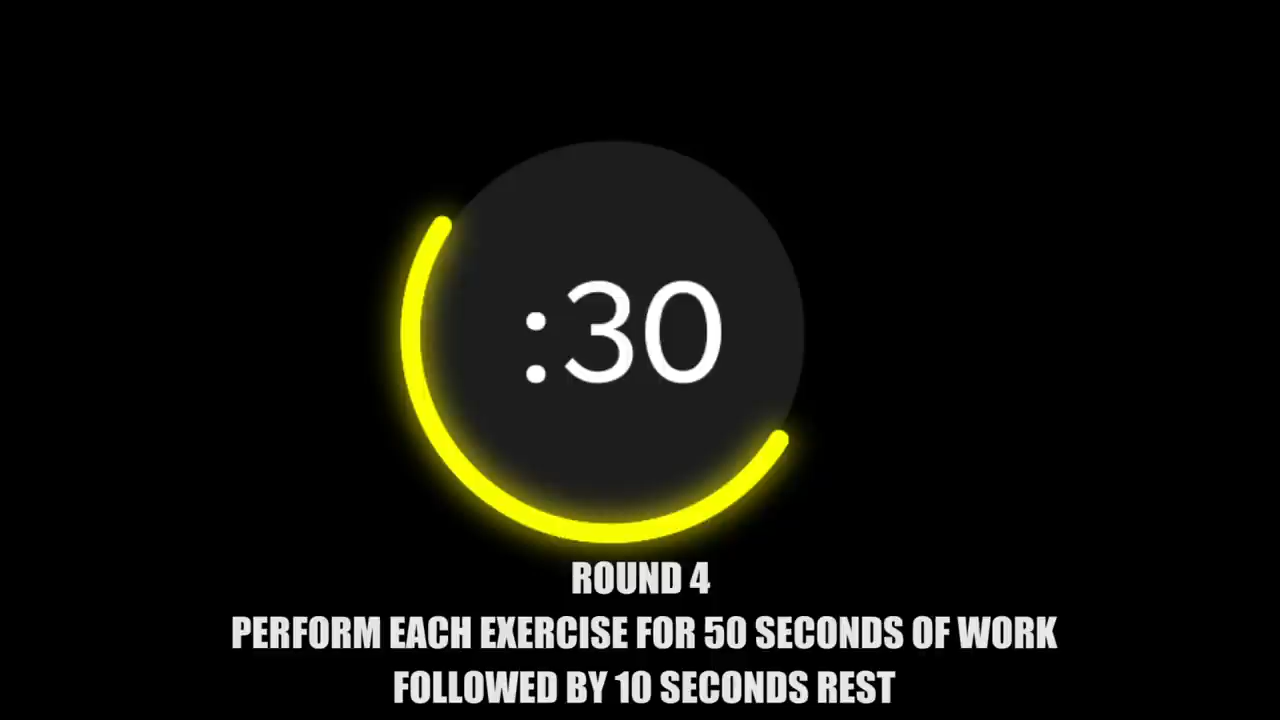 :30
ROUND 4
PERFORM EACH EXERCISE FOR 50 SECONDS OF WORK
FOLLOWED BY 10 SECONDS REST